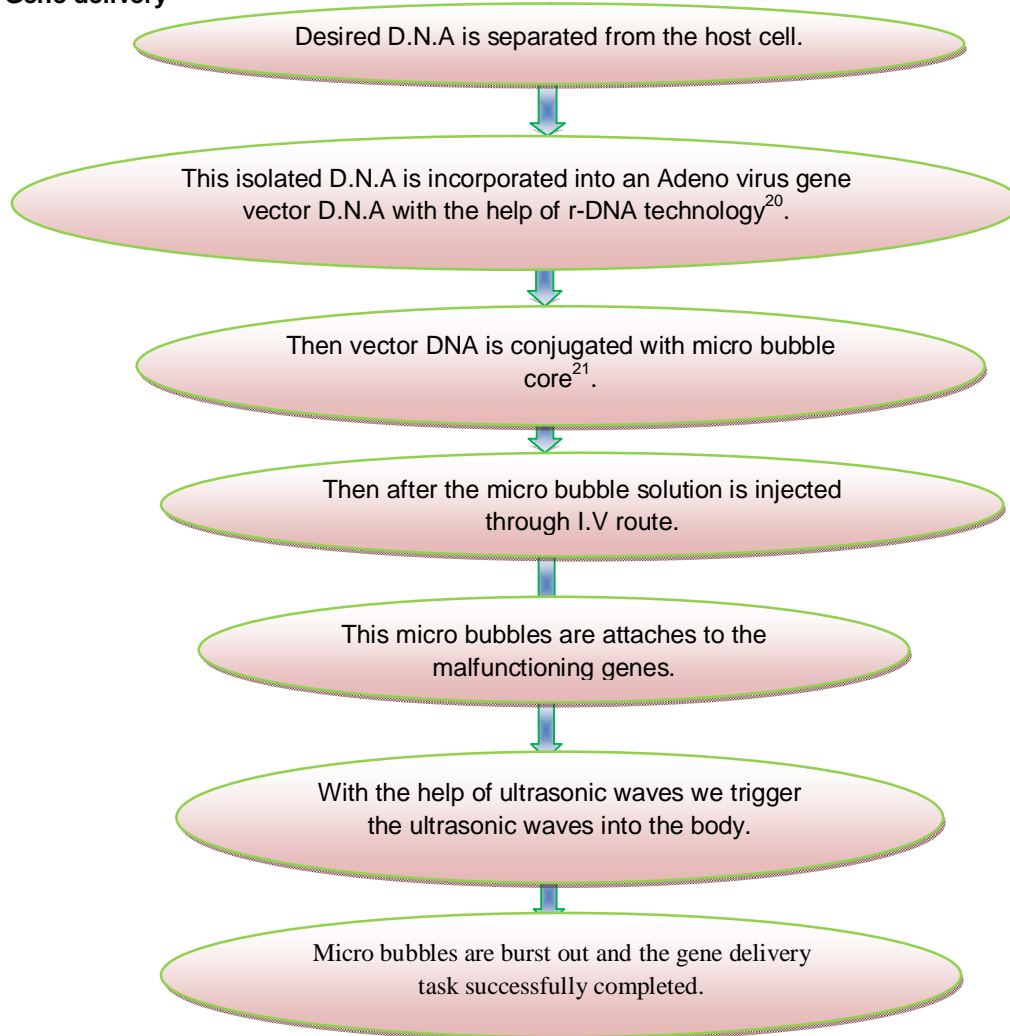 Gene delivery
Desired D.N.A is separated from the host cell.
This isolated D.N.A is incorporated into an Adeno virus gene
vector D.N.A with the help of r-DNA technology20.
Then vector DNA is conjugated with micro bubble
core21.
Then after the micro bubble solution is injected
through I.V route.
This micro bubbles are attaches to the
malfunctioning genes.
With the help of ultrasonic waves we trigger
the ultrasonic waves into the body.
Micro bubbles are burst out and the gene delivery
task successfully completed.